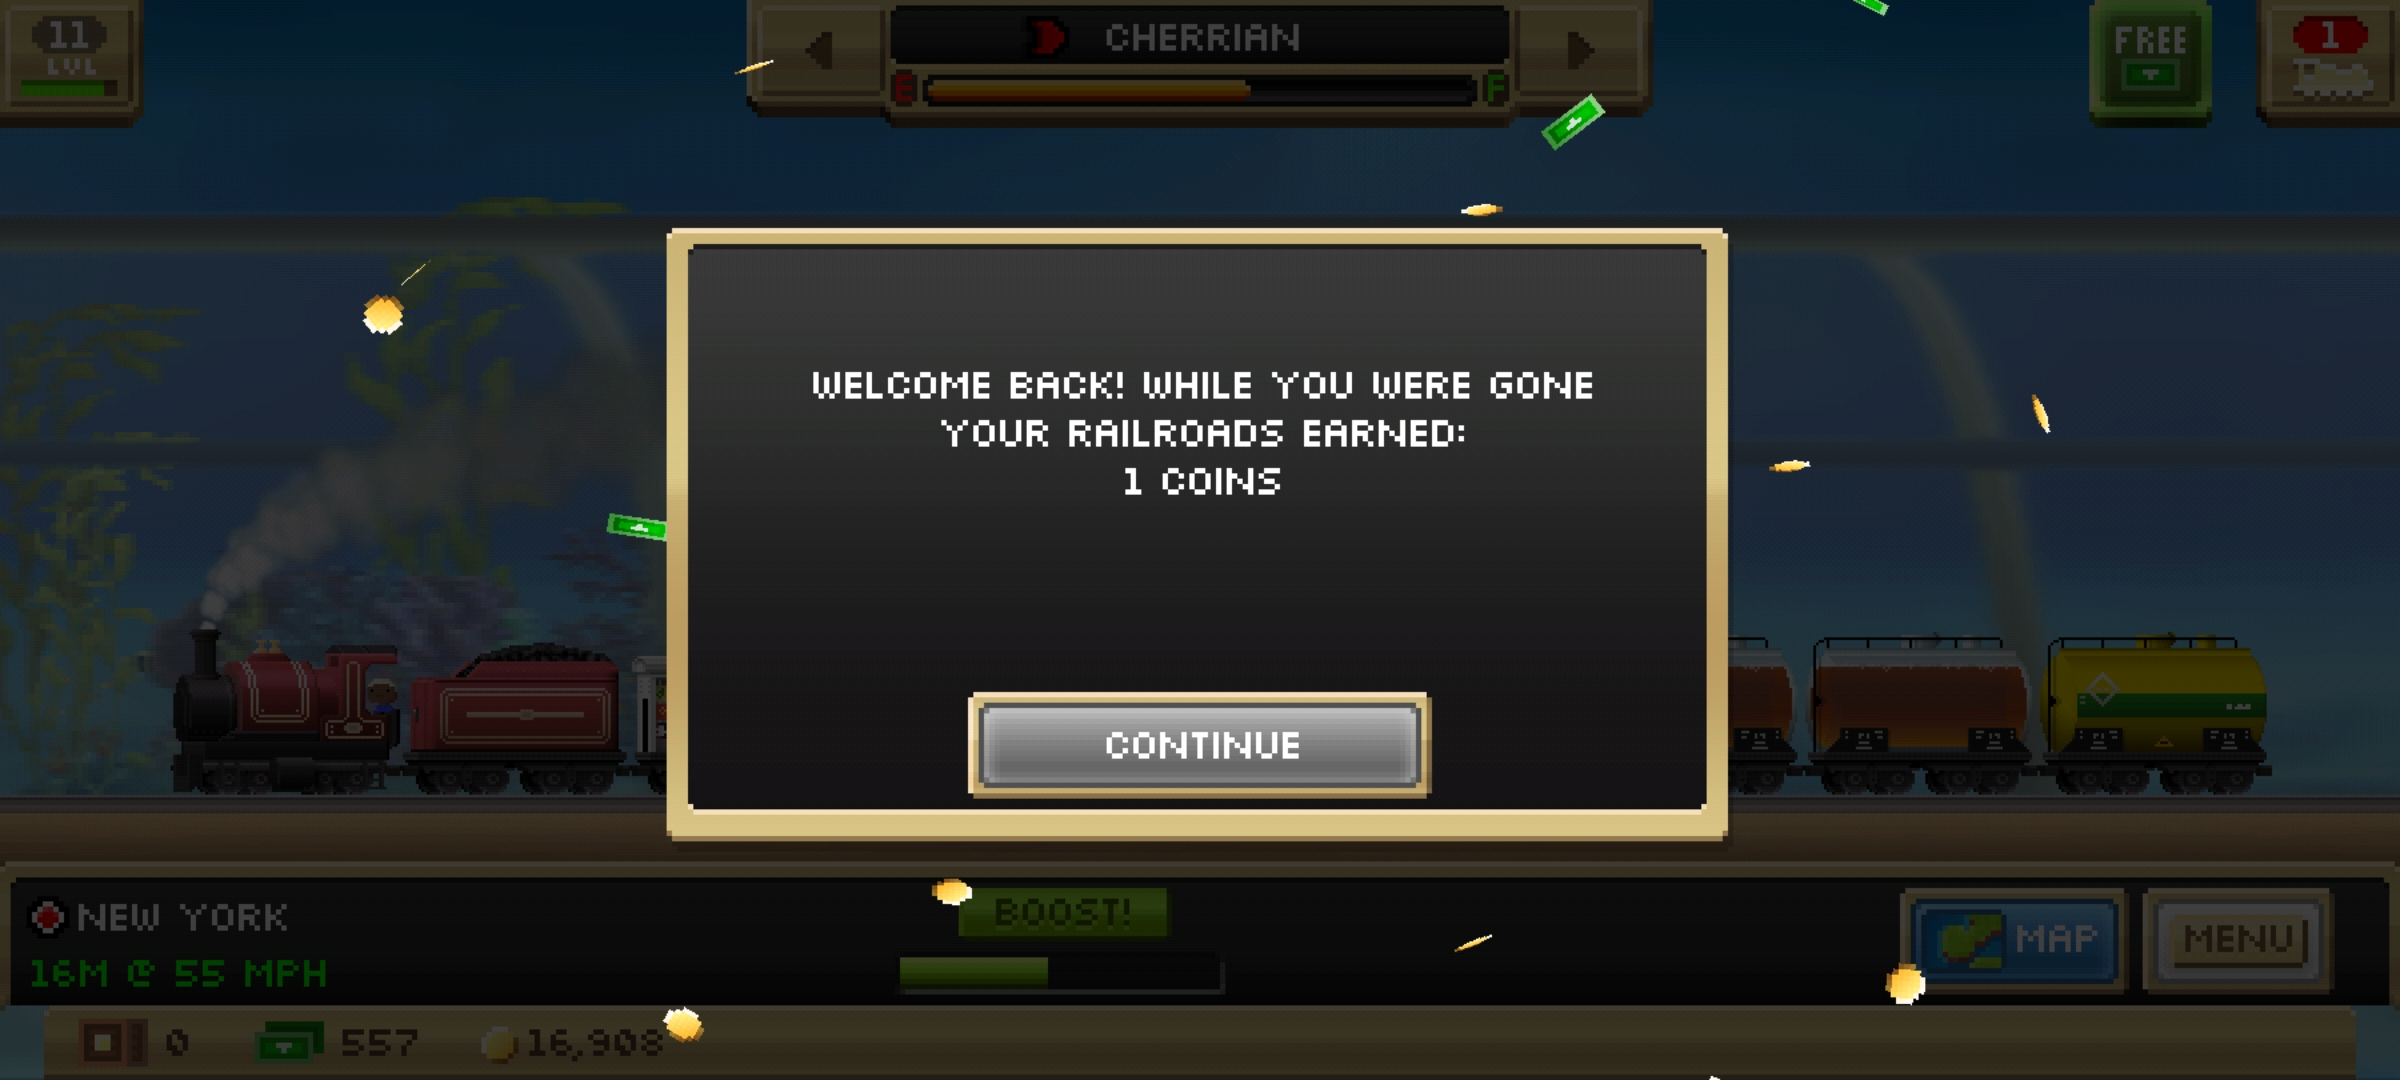 11
LVL
CHERRIAN
E
F
FREE
1
WELCOME BACK! WHILE YOU WERE GONE
YOUR RAILROADS EARNED:
1 COINS
CONTINUE
NEW YORK
16M @ 55 MPH
BOOST!
MAP
MENU
0
557
16,908